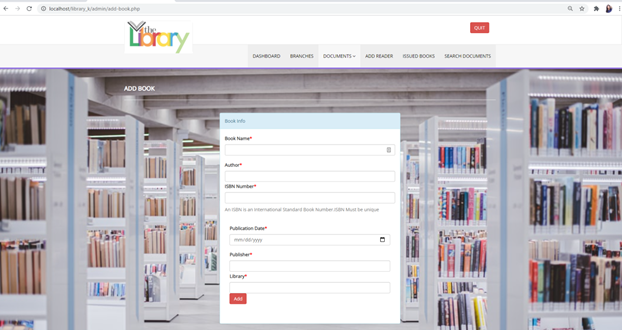 localhost/library_k/admin/add-book.php
the
Library
QUIT
DASHBOARD BRANCHES DOCUMENTS ADD READER ISSUED BOOKS SEARCH DOCUMENTS
ADD BOOK
Book Info
Book Name*
Author*
ISBN Number*
An ISBN is an International Standard Book Number.ISBN Must be unique
Publication Date*
mm/dd/yyyy
Publisher*
Library*
Add